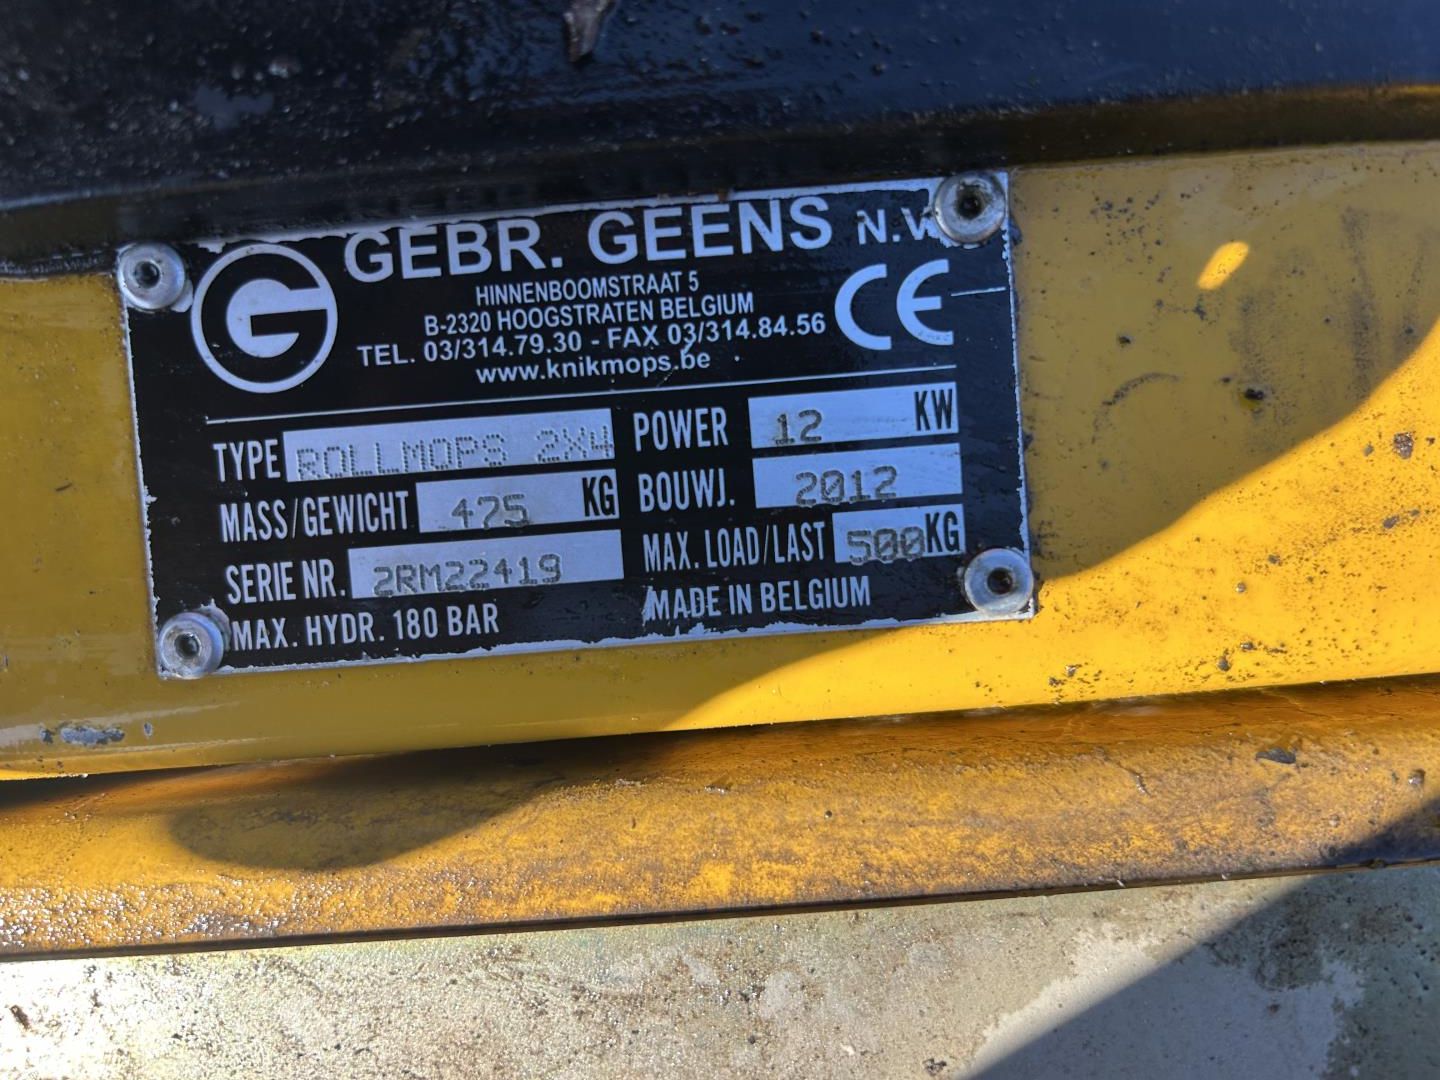 GEBR. GEENS N.V.
HINNENBOOMSTRAAT 5
B-2320 HOOGSTRATEN BELGIUM
TEL. 03/314.79.30 - FAX 03/314.84.56
www.knikmops.be
G
TYPE ROLLMOPS 2X4
POWER 12 KW
MASS/GEWICHT 475 KG
BOUWJ. 2012
SERIE NR. 2RM22419
MAX. LOAD/LAST 500 KG
MAX. HYDR. 180 BAR
MADE IN BELGIUM
CE